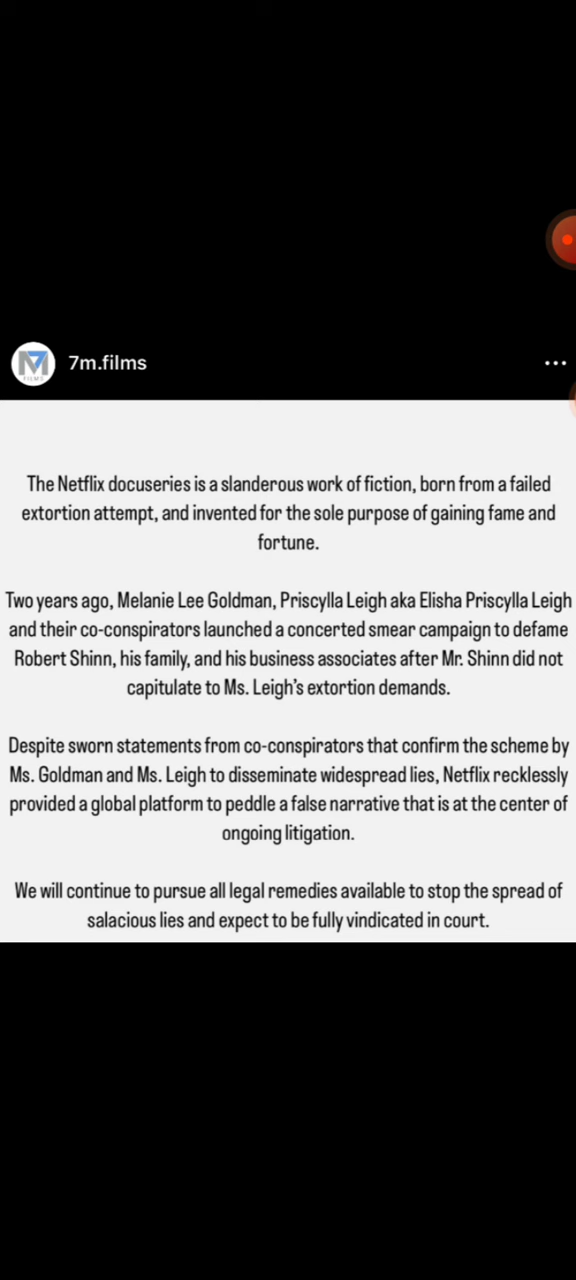 7m.films
M7
FILMS
The Netflix docuseries is a slanderous work of fiction, born from a failed
extortion attempt, and invented for the sole purpose of gaining fame and
fortune.
Two years ago, Melanie Lee Goldman, Priscylla Leigh aka Elisha Priscylla Leigh
and their co-conspirators launched a concerted smear campaign to defame
Robert Shinn, his family, and his business associates after Mr. Shinn did not
capitulate to Ms. Leigh’s extortion demands.
Despite sworn statements from co-conspirators that confirm the scheme by
Ms. Goldman and Ms. Leigh to disseminate widespread lies, Netflix recklessly
provided a global platform to peddle a false narrative that is at the center of
ongoing litigation.
We will continue to pursue all legal remedies available to stop the spread of
salacious lies and expect to be fully vindicated in court.